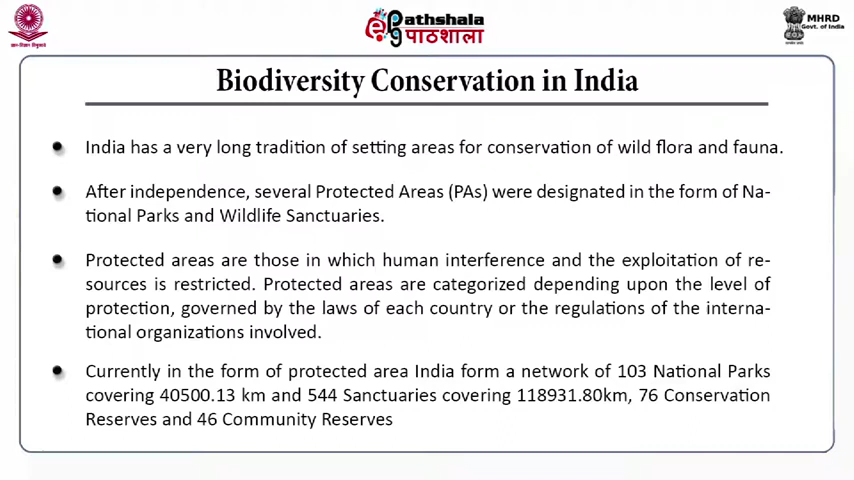 Pathshala
पाठशाला
MHRD
Govt. of India
Biodiversity Conservation in India
India has a very long tradition of setting areas for conservation of wild flora and fauna.
After independence, several Protected Areas (PAs) were designated in the form of Na-
tional Parks and Wildlife Sanctuaries.
Protected areas are those in which human interference and the exploitation of re-
sources is restricted. Protected areas are categorized depending upon the level of
protection, governed by the laws of each country or the regulations of the interna-
tional organizations involved.
Currently in the form of protected area India form a network of 103 National Parks
covering 40500.13 km and 544 Sanctuaries covering 118931.80km, 76 Conservation
Reserves and 46 Community Reserves